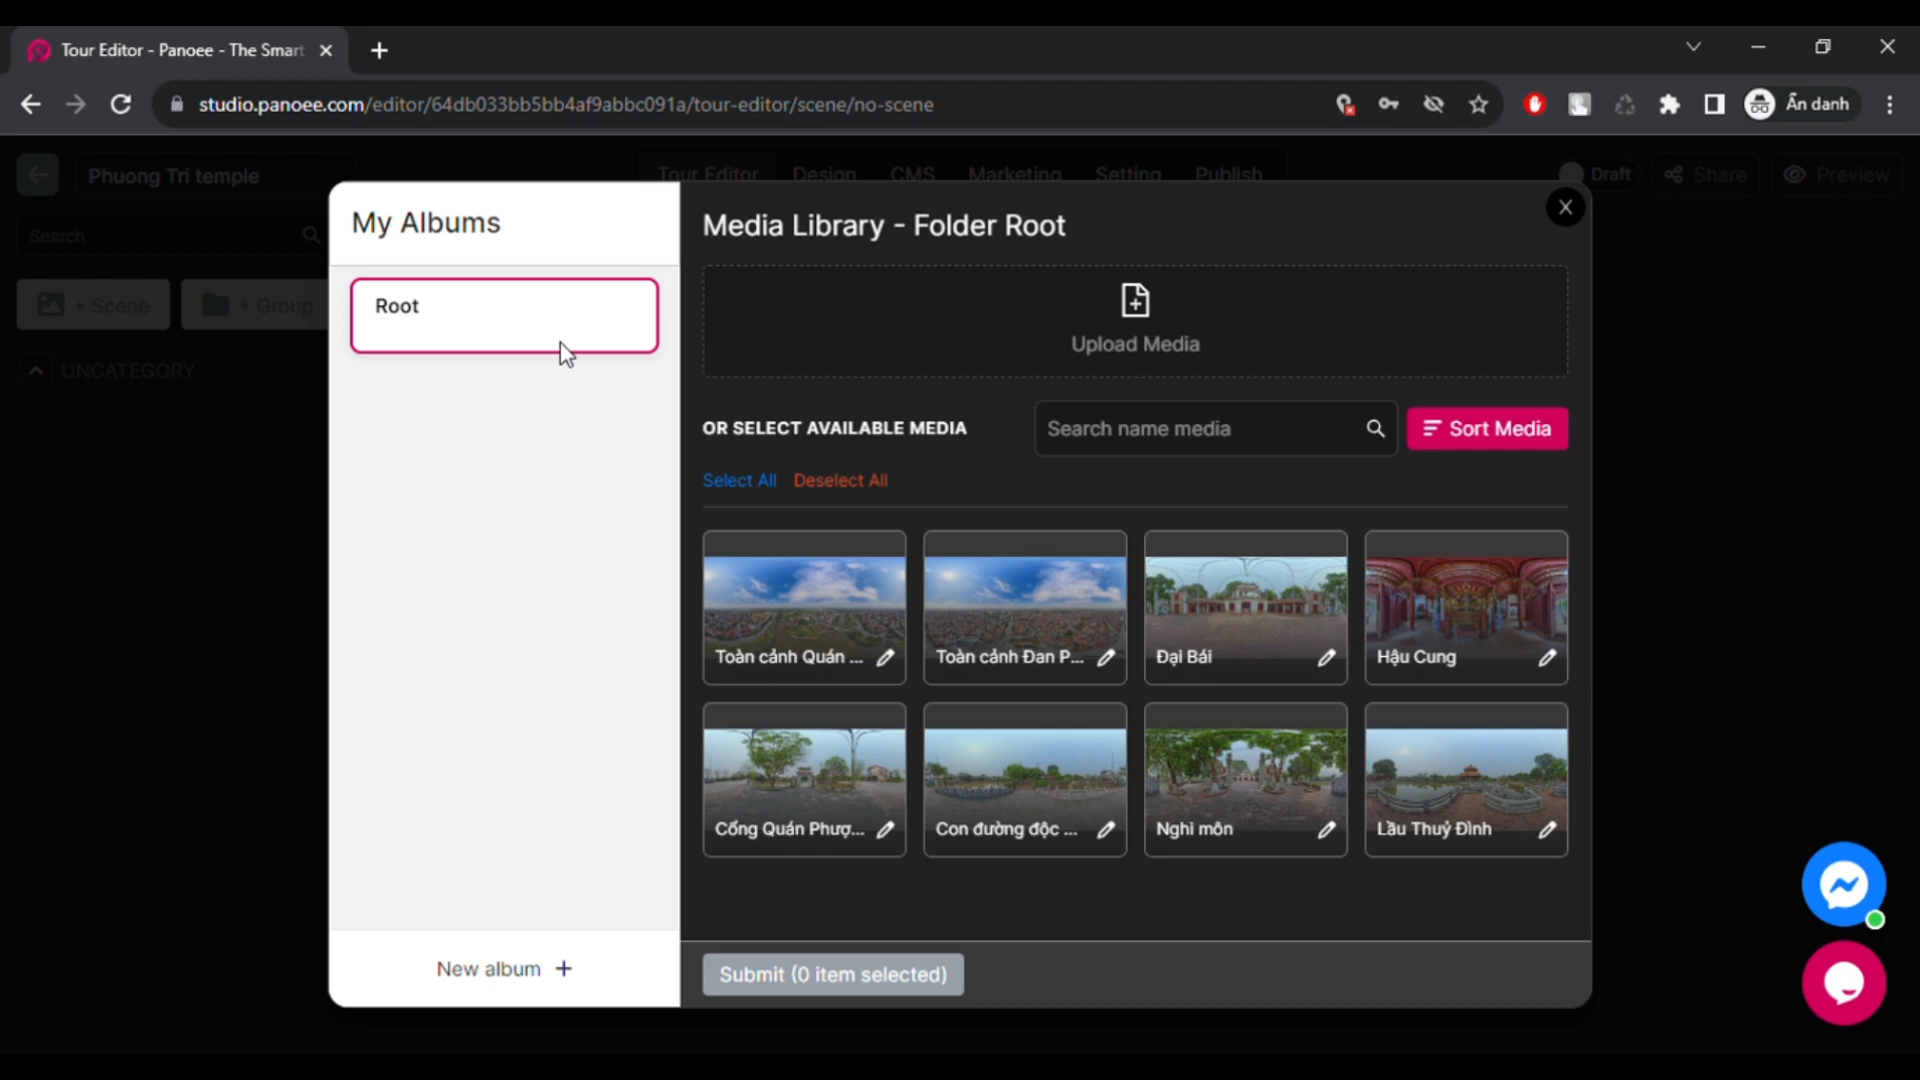 Tour Editor - Panoee - The Smart
studio.panoee.com/editor/64db033bb5bb4af9abbc091a/tour-editor/scene/no-scene
Ẩn danh
Phuong Tri temple
Tour Editor Design CMS Marketing Setting Publish
Draft Share Preview
Search
+ Scene + Group
UNCATEGORY
My Albums
Root
New album +
Media Library - Folder Root
Upload Media
OR SELECT AVAILABLE MEDIA
Search name media
Sort Media
Select All Deselect All
Toàn cảnh Quán ...
Toàn cảnh Đan P...
Đại Bái
Hậu Cung
Cổng Quán Phượ...
Con đường độc ...
Nghi môn
Lầu Thuỷ Đình
Submit (0 item selected)